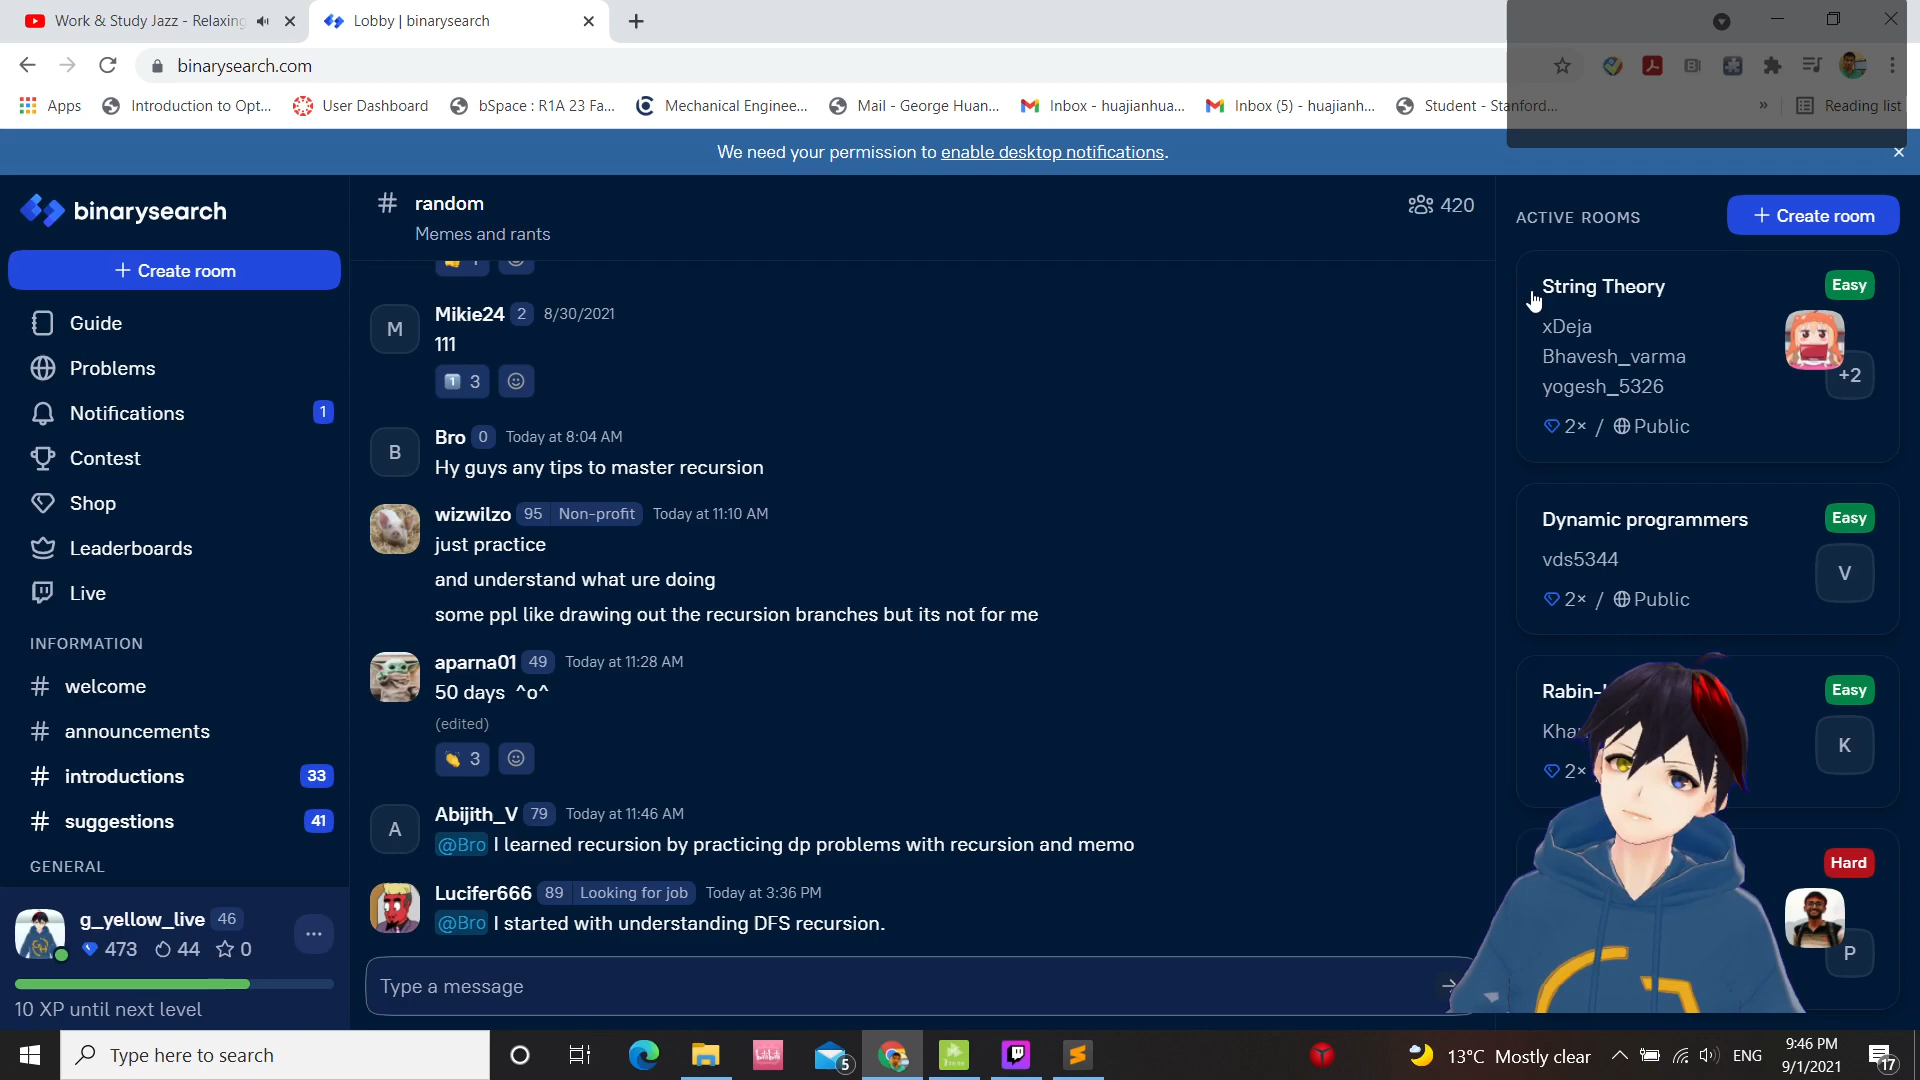 Work & Study Jazz - Relaxing
Lobby | binarysearch
binarysearch.com
Apps
Introduction to Opt...
User Dashboard
bSpace : R1A 23 Fa...
Mechanical Enginee...
Mail - George Huan...
Inbox - huajianhua...
Inbox (5) - huajianh...
Student - Stanford...
»
Reading list
We need your permission to enable desktop notifications.
binarysearch
+ Create room
Guide
Problems
Notifications 1
Contest
Shop
Leaderboards
Live
INFORMATION
# welcome
# announcements
# introductions 33
# suggestions 41
GENERAL
g_yellow_live 46
473 44 0
10 XP until next level
# random
Memes and rants
420
M
Mikie24 2 8/30/2021
111
1 3
B
Bro 0 Today at 8:04 AM
Hy guys any tips to master recursion
wizwilzo 95 Non-profit Today at 11:10 AM
just practice
and understand what ure doing
some ppl like drawing out the recursion branches but its not for me
aparna01 49 Today at 11:28 AM
50 days ^o^
(edited)
3
A
Abijith_V 79 Today at 11:46 AM
@Bro I learned recursion by practicing dp problems with recursion and memo
Lucifer666 89 Looking for job Today at 3:36 PM
@Bro I started with understanding DFS recursion.
Type a message
ACTIVE ROOMS
+ Create room
String Theory Easy
xDeja
Bhavesh_varma
yogesh_5326
+2
2× / Public
Dynamic programmers Easy
vds5344
V
2× / Public
Rabin- Easy
K
2×
Hard
P
Type here to search
5
13°C Mostly clear
ENG
9:46 PM
9/1/2021
17